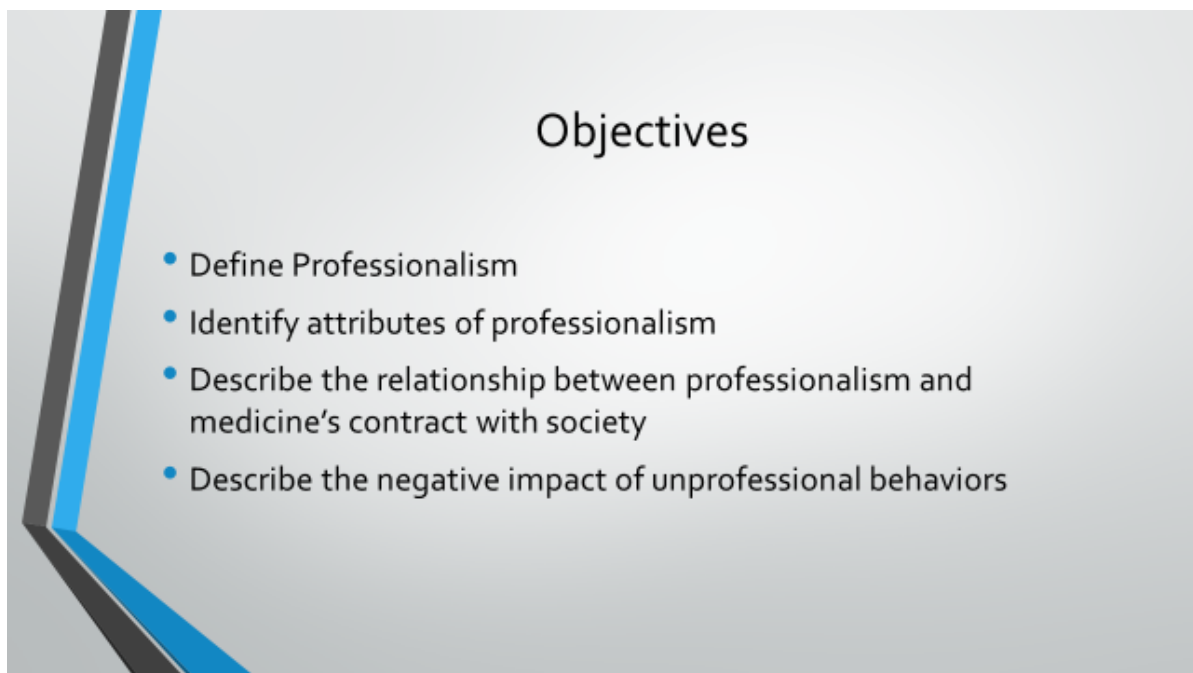 Objectives
• Define Professionalism
• Identify attributes of professionalism
• Describe the relationship between professionalism and
medicine’s contract with society
• Describe the negative impact of unprofessional behaviors